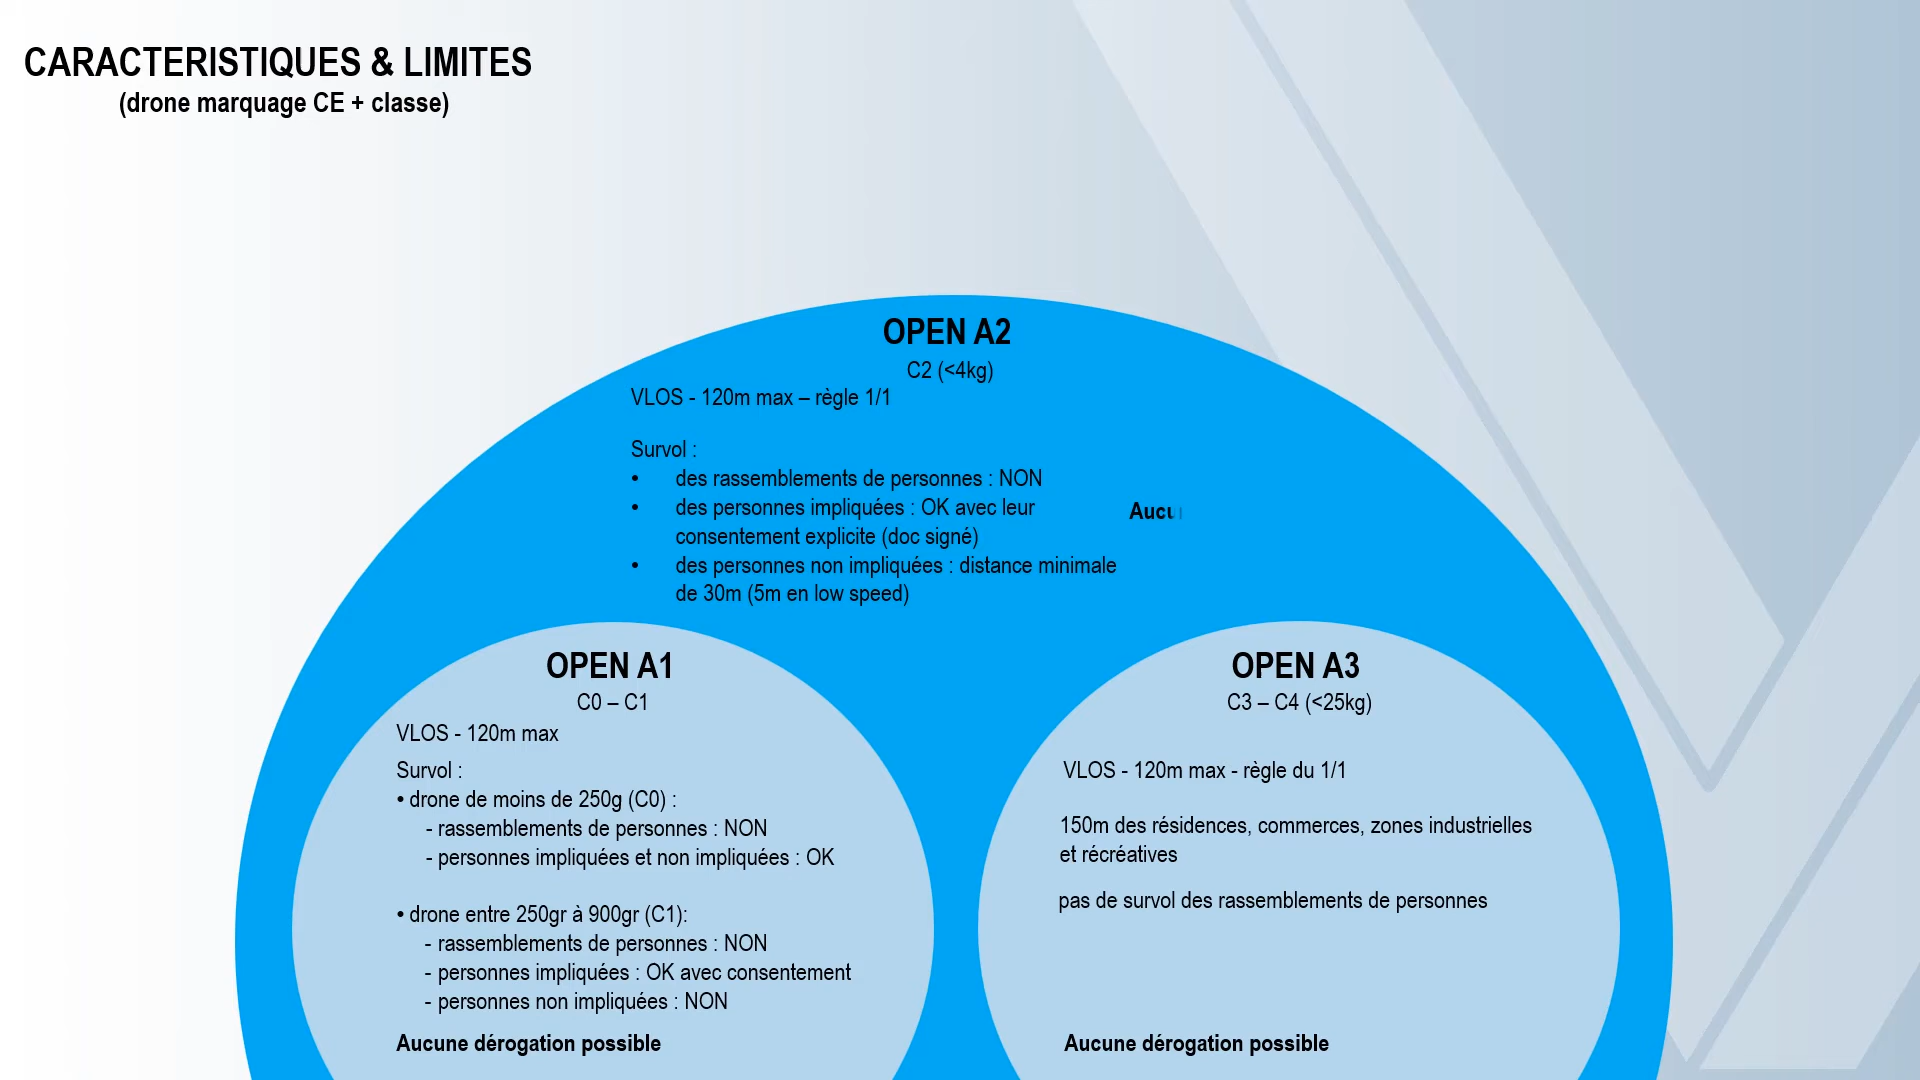 CARACTERISTIQUES & LIMITES
(drone marquage CE + classe)
OPEN A2
C2 (<4kg)
VLOS - 120m max – règle 1/1
Survol :
• des rassemblements de personnes : NON
• des personnes impliquées : OK avec leur
consentement explicite (doc signé)
• des personnes non impliquées : distance minimale
de 30m (5m en low speed)
OPEN A1
C0 – C1
VLOS - 120m max
Survol :
• drone de moins de 250g (C0) :
- rassemblements de personnes : NON
- personnes impliquées et non impliquées : OK
• drone entre 250gr à 900gr (C1):
- rassemblements de personnes : NON
- personnes impliquées : OK avec consentement
- personnes non impliquées : NON
Aucune dérogation possible
OPEN A3
C3 – C4 (<25kg)
VLOS - 120m max - règle du 1/1
150m des résidences, commerces, zones industrielles
et récréatives
pas de survol des rassemblements de personnes
Aucune dérogation possible